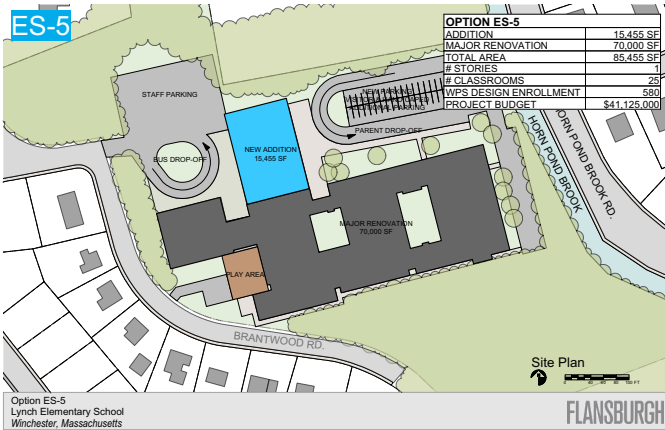 ES-5
OPTION ES-5
ADDITION 15,455 SF
MAJOR RENOVATION 70,000 SF
TOTAL AREA 85,455 SF
# STORIES 1
# CLASSROOMS 25
WPS DESIGN ENROLLMENT 580
PROJECT BUDGET $41,125,000
STAFF PARKING
NEW PARKING
PARENT DROP-OFF
BUS DROP-OFF
NEW ADDITION
15,455 SF
HORN POND BROOK
HORN POND BROOK RD.
MAJOR RENOVATION
70,000 SF
PLAY AREA
BRANTWOOD RD.
Site Plan
Option ES-5
Lynch Elementary School
Winchester, Massachusetts
FLANSBURGH